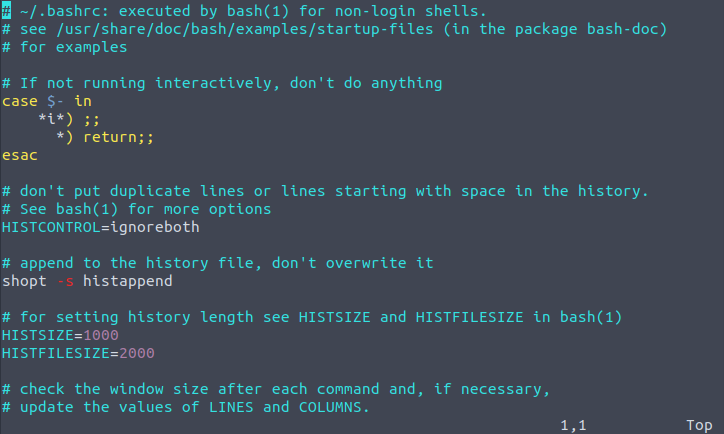 # ~/.bashrc: executed by bash(1) for non-login shells.
# see /usr/share/doc/bash/examples/startup-files (in the package bash-doc)
# for examples

# If not running interactively, don't do anything
case $- in
    *i*) ;;
      *) return;;
esac

# don't put duplicate lines or lines starting with space in the history.
# See bash(1) for more options
HISTCONTROL=ignoreboth

# append to the history file, don't overwrite it
shopt -s histappend

# for setting history length see HISTSIZE and HISTFILESIZE in bash(1)
HISTSIZE=1000
HISTFILESIZE=2000

# check the window size after each command and, if necessary,
# update the values of LINES and COLUMNS.
1,1 Top